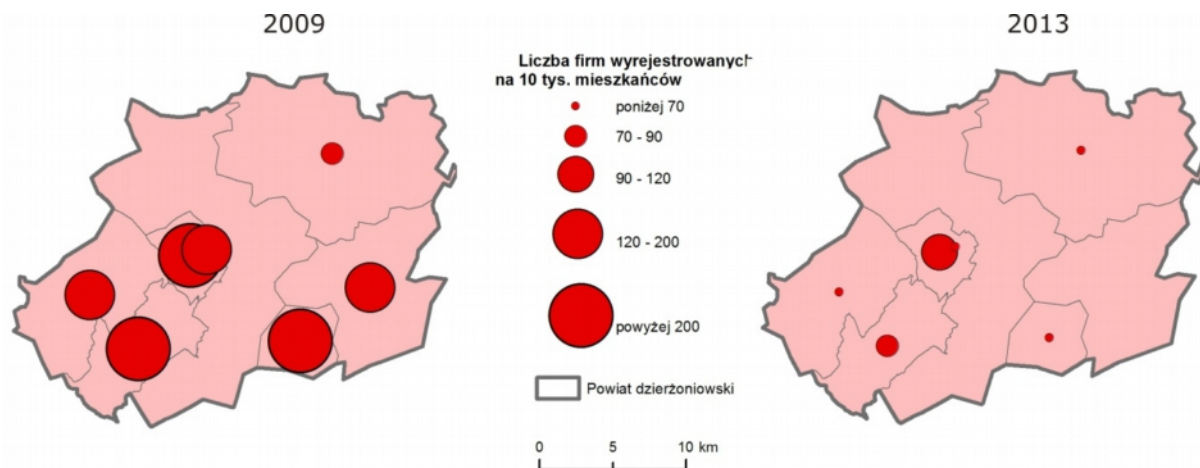 2009
2013
Liczba firm wyrejestrowanych
na 10 tys. mieszkańców
poniżej 70
70 - 90
90 - 120
120 - 200
powyżej 200
Powiat dzierżoniowski
0 5 10 km